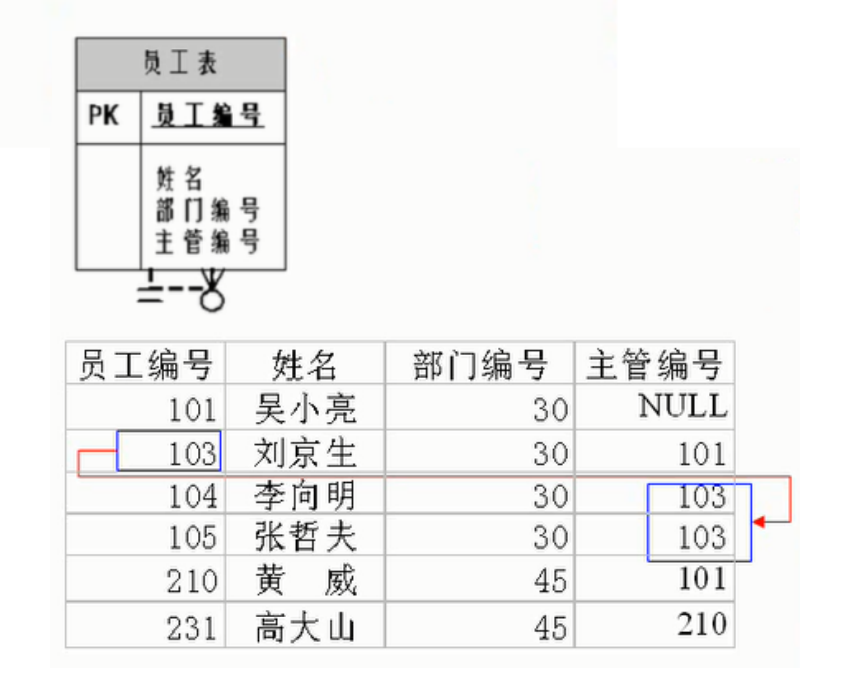 员工表
PK 员工编号
姓名
部门编号
主管编号
员工编号 姓名 部门编号 主管编号
101 吴小亮 30 NULL
103 刘京生 30 101
104 李向明 30 103
105 张哲夫 30 103
210 黄 威 45 101
231 高大山 45 210